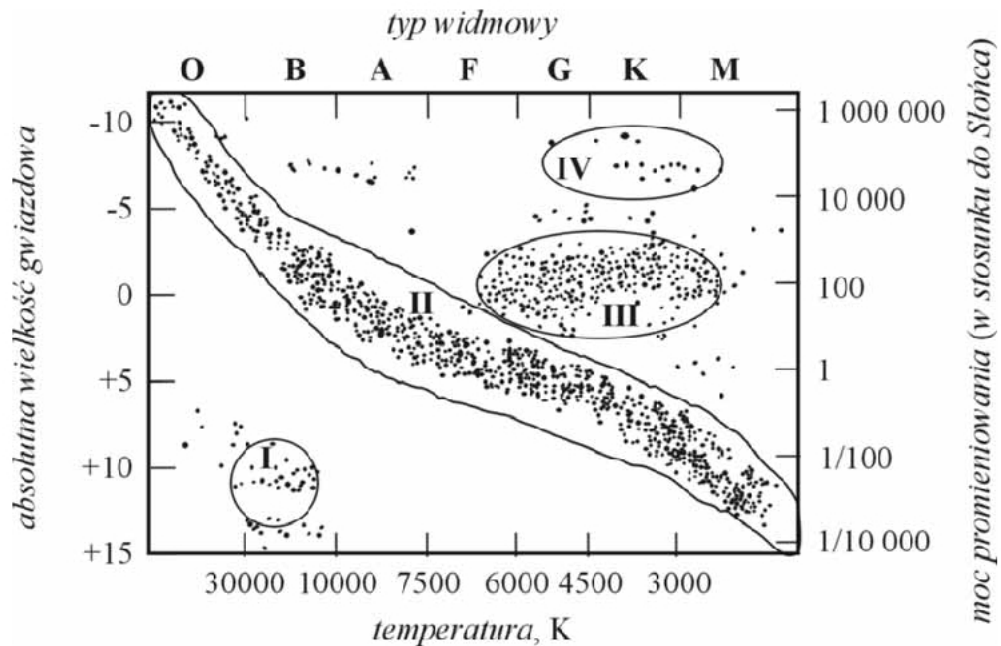 typ widmowy
O B A F G K M
absolutna wielkość gwiazdowa
-10
-5
0
+5
+10
+15
I
II
III
IV
1 000 000
10 000
100
1
1/100
1/10 000
moc promieniowania (w stosunku do Słońca)
30000 10000 7500 6000 4500 3000
temperatura, K